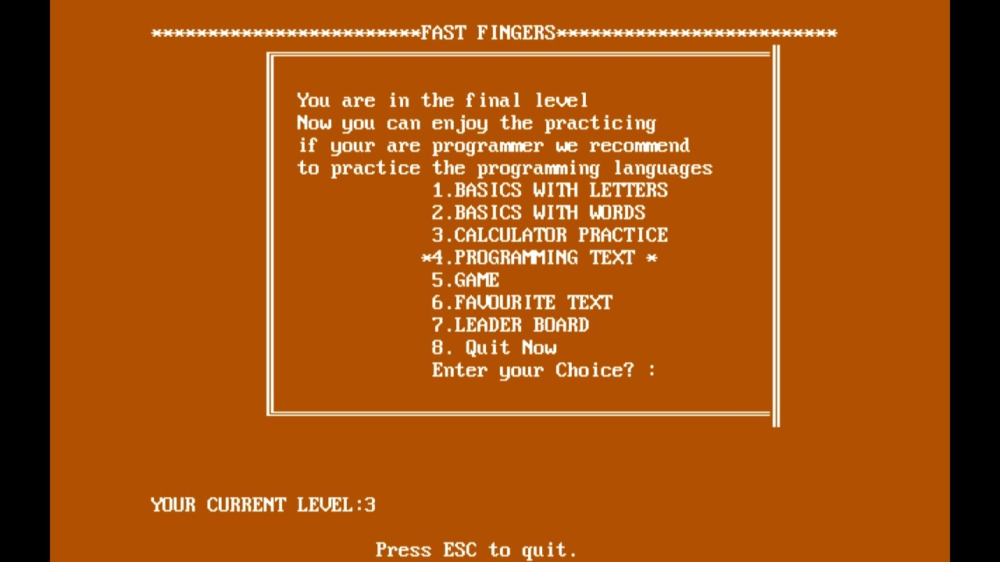 ************************FAST FINGERS*************************
You are in the final level
Now you can enjoy the practicing
if your are programmer we recommend
to practice the programming languages
1.BASICS WITH LETTERS
2.BASICS WITH WORDS
3.CALCULATOR PRACTICE
*4.PROGRAMMING TEXT *
5.GAME
6.FAVOURITE TEXT
7.LEADER BOARD
8. Quit Now
Enter your Choice? :
YOUR CURRENT LEVEL:3
Press ESC to quit.